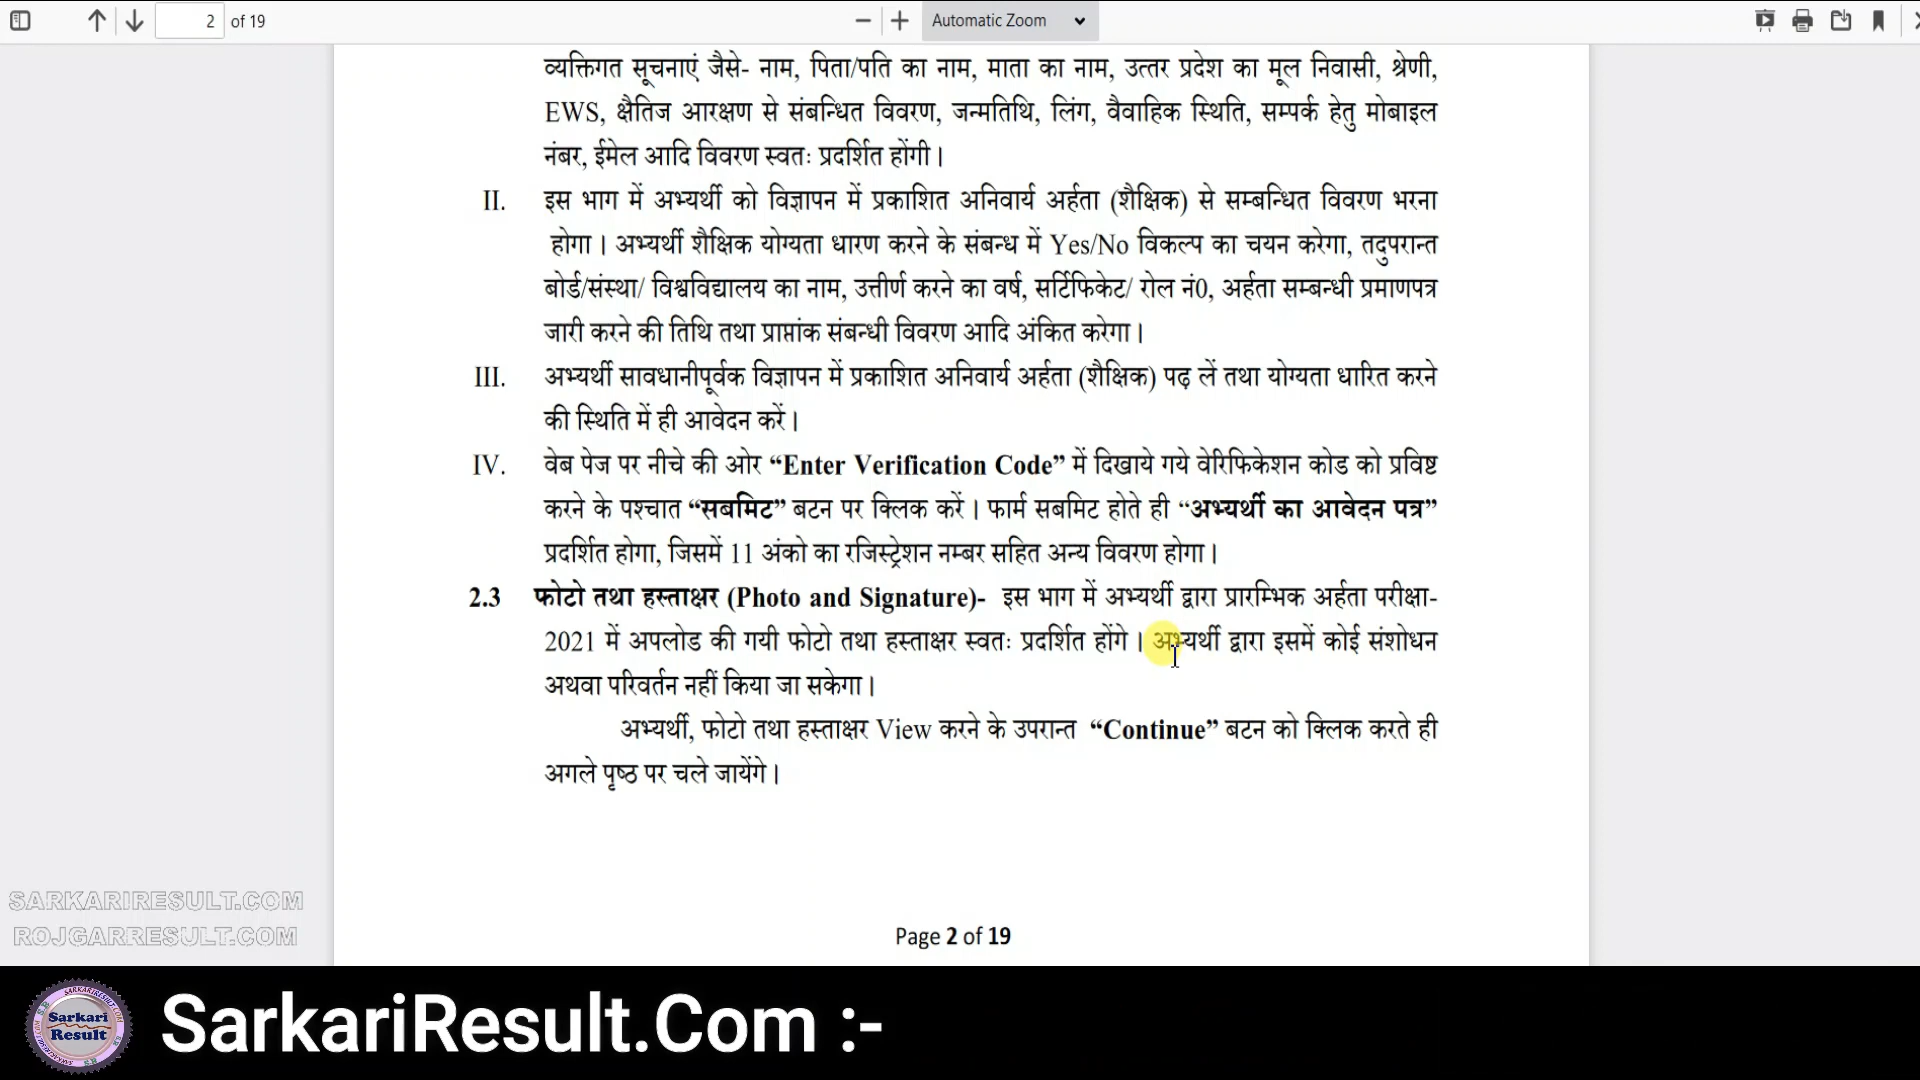 2 of 19
Automatic Zoom
व्यक्तिगत सूचनाएं जैसे- नाम, पिता/पति का नाम, माता का नाम, उत्तर प्रदेश का मूल निवासी, श्रेणी,
EWS, क्षैतिज आरक्षण से संबन्धित विवरण, जन्मतिथि, लिंग, वैवाहिक स्थिति, सम्पर्क हेतु मोबाइल
नंबर, ईमेल आदि विवरण स्वतः प्रदर्शित होंगी।
II. इस भाग में अभ्यर्थी को विज्ञापन में प्रकाशित अनिवार्य अर्हता (शैक्षिक) से सम्बन्धित विवरण भरना
होगा। अभ्यर्थी शैक्षिक योग्यता धारण करने के संबन्ध में Yes/No विकल्प का चयन करेगा, तदुपरान्त
बोर्ड/संस्था/ विश्वविद्यालय का नाम, उत्तीर्ण करने का वर्ष, सर्टिफिकेट/ रोल नं0, अर्हता सम्बन्धी प्रमाणपत्र
जारी करने की तिथि तथा प्राप्तांक संबन्धी विवरण आदि अंकित करेगा।
III. अभ्यर्थी सावधानीपूर्वक विज्ञापन में प्रकाशित अनिवार्य अर्हता (शैक्षिक) पढ़ लें तथा योग्यता धारित करने
की स्थिति में ही आवेदन करें।
IV. वेब पेज पर नीचे की ओर “Enter Verification Code” में दिखाये गये वेरिफिकेशन कोड को प्रविष्ट
करने के पश्चात “सबमिट” बटन पर क्लिक करें। फार्म सबमिट होते ही “अभ्यर्थी का आवेदन पत्र”
प्रदर्शित होगा, जिसमें 11 अंको का रजिस्ट्रेशन नम्बर सहित अन्य विवरण होगा।
2.3 फोटो तथा हस्ताक्षर (Photo and Signature)- इस भाग में अभ्यर्थी द्वारा प्रारम्भिक अर्हता परीक्षा-
2021 में अपलोड की गयी फोटो तथा हस्ताक्षर स्वतः प्रदर्शित होंगे। अभ्यर्थी द्वारा इसमें कोई संशोधन
अथवा परिवर्तन नहीं किया जा सकेगा।
अभ्यर्थी, फोटो तथा हस्ताक्षर View करने के उपरान्त “Continue” बटन को क्लिक करते ही
अगले पृष्ठ पर चले जायेंगे।
SARKARIRESULT.COM
ROJGARRESULT.COM
Page 2 of 19
Sarkari
Result
SarkariResult.Com :-